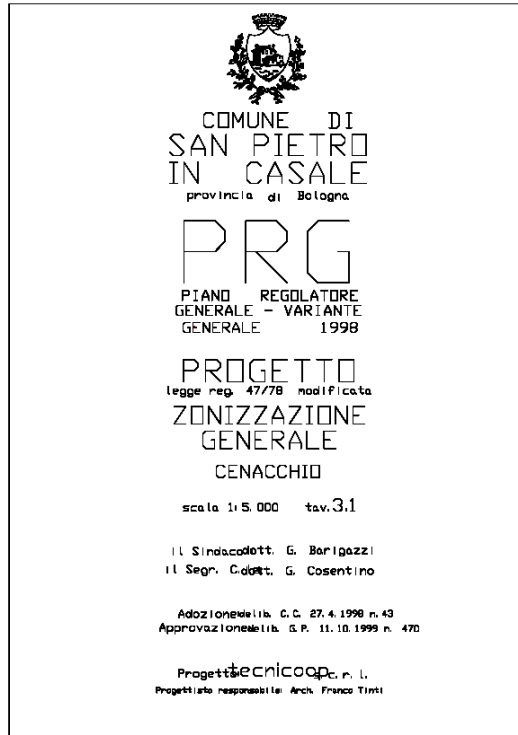 COMUNE DI
SAN PIETRO
IN CASALE
provincia di Bologna
PRG
PIANO REGOLATORE
GENERALE - VARIANTE
GENERALE 1998
PROGETTO
legge reg. 47/78 modificata
ZONIZZAZIONE
GENERALE
CENACCHIO
scala 1:5.000 tav.3.1
il Sindaco dott. G. Barigazzi
il Segr. C. dott. G. Cosentino
Adozione delib. C.C. 27.4.1998 n.43
Approvazione delib. G.P. 11.10.1999 n. 470
Progetto tecnicoop s.c.r.l.
Progettista responsabile: Arch. Franco Tinti